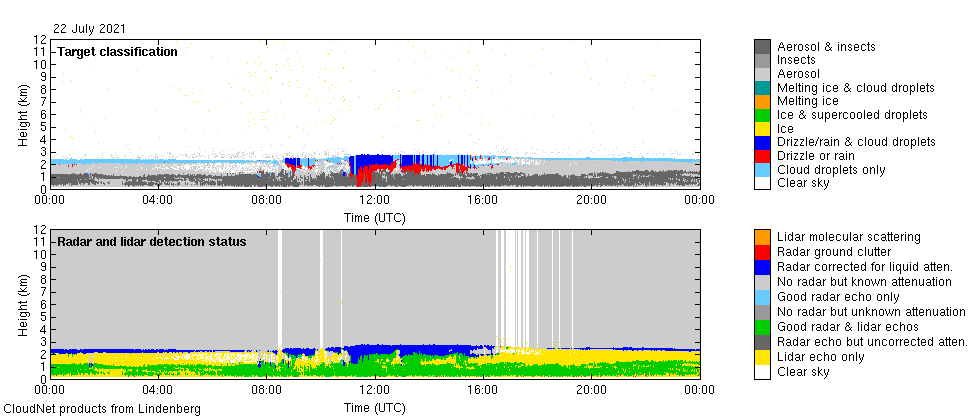 22 July 2021
Target classification
12
11
10
9
8
7
6
5
4
3
2
1
0
Height (km)
00:00 04:00 08:00 12:00 16:00 20:00 00:00
Time (UTC)
Aerosol & insects
Insects
Aerosol
Melting ice & cloud droplets
Melting ice
Ice & supercooled droplets
Ice
Drizzle/rain & cloud droplets
Drizzle or rain
Cloud droplets only
Clear sky
Radar and lidar detection status
12
11
10
9
8
7
6
5
4
3
2
1
0
Height (km)
00:00 04:00 08:00 12:00 16:00 20:00 00:00
Time (UTC)
Lidar molecular scattering
Radar ground clutter
Radar corrected for liquid atten.
No radar but known attenuation
Good radar echo only
No radar but unknown attenuation
Good radar & lidar echos
Radar echo but uncorrected atten.
Lidar echo only
Clear sky
CloudNet products from Lindenberg